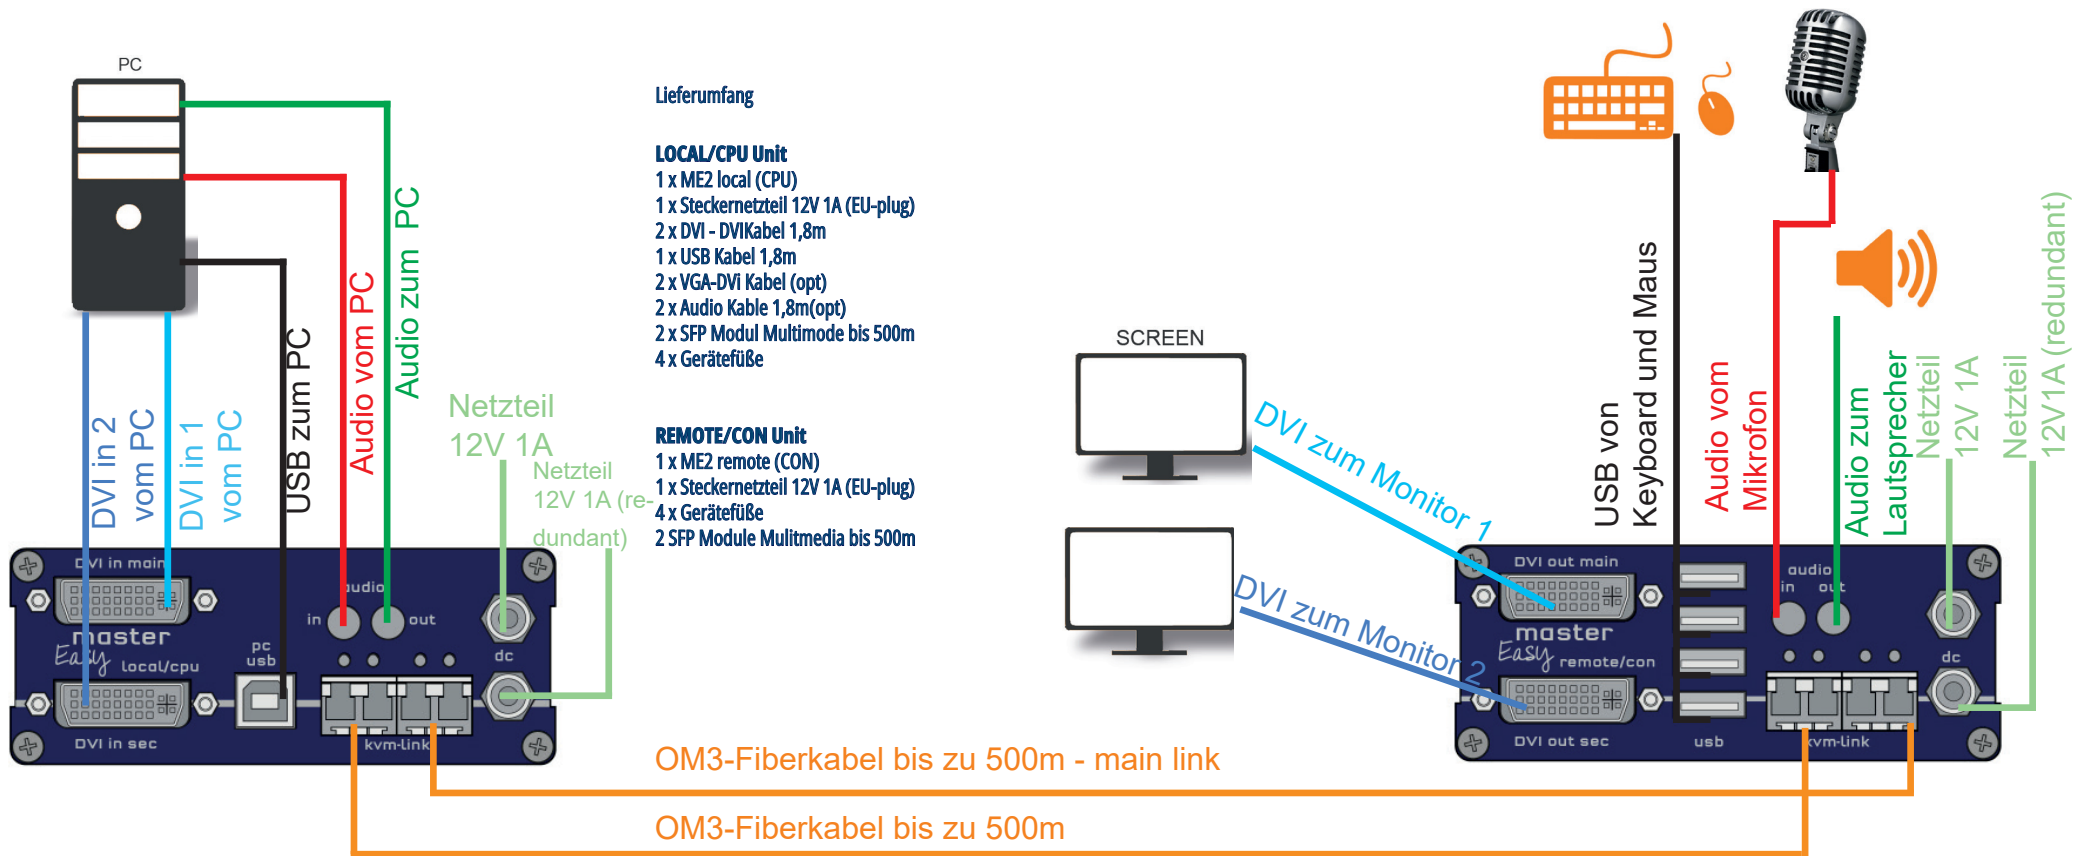 PC
Audio zum  PC
Audio vom PC
USB zum PC
DVI in 2
vom PC
DVI in 1
vom PC
Netzteil
12V 1A
Netzteil
12V 1A (re-
dundant)
DVI in main
audio
in
out
master
Easy local/cpu
pc
usb
dc
DVI in sec
kvm-link
Lieferumfang
LOCAL/CPU Unit
1 x ME2 local (CPU)
1 x Steckernetzteil 12V 1A (EU-plug)
2 x DVI - DVIKabel 1,8m
1 x USB Kabel 1,8m
2 x VGA-DVi Kabel (opt)
2 x Audio Kable 1,8m(opt)
2 x SFP Modul Multimode bis 500m
4 x Gerätefüße
REMOTE/CON Unit
1 x ME2 remote (CON)
1 x Steckernetzteil 12V 1A (EU-plug)
4 x Gerätefüße
2 SFP Module Mulitmedia bis 500m
OM3-Fiberkabel bis zu 500m - main link
OM3-Fiberkabel bis zu 500m
SCREEN
DVI zum Monitor 1
DVI zum Monitor 2
USB von
Keyboard und Maus
Audio vom
Mikrofon
Audio zum
Lautsprecher
Netzteil
12V 1A
Netzteil
12V1A (redundant)
DVI out main
audio
in
out
master
Easy remote/con
dc
DVI out sec
usb
kvm-link